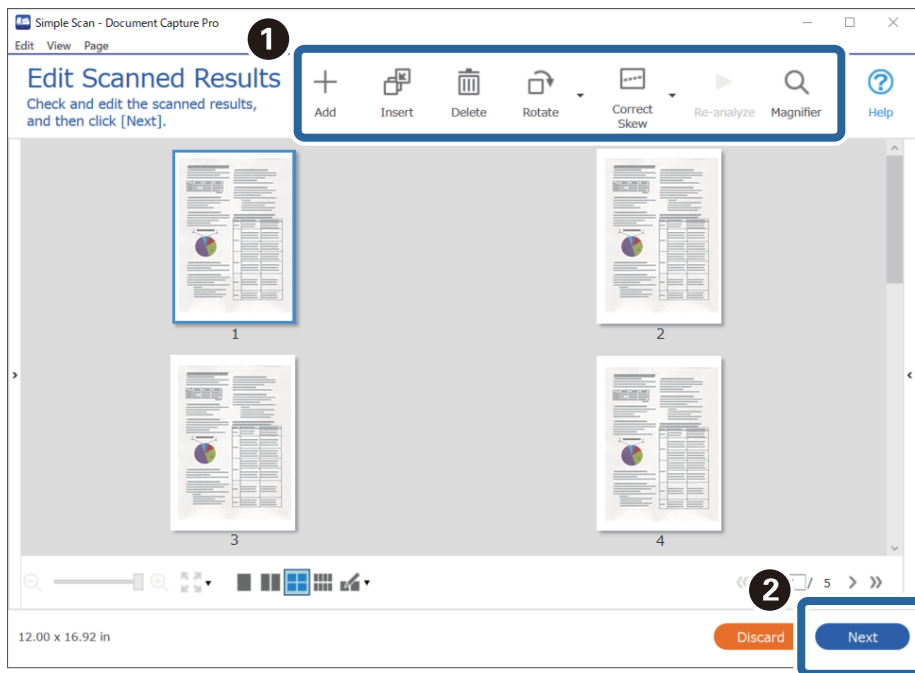 Simple Scan - Document Capture Pro
Edit View Page
1
Edit Scanned Results
Check and edit the scanned results,
and then click [Next].
Add
Insert
Delete
Rotate
Correct
Skew
Re-analyze
Magnifier
Help
1
2
3
4
/ 5
2
12.00 x 16.92 in
Discard
Next